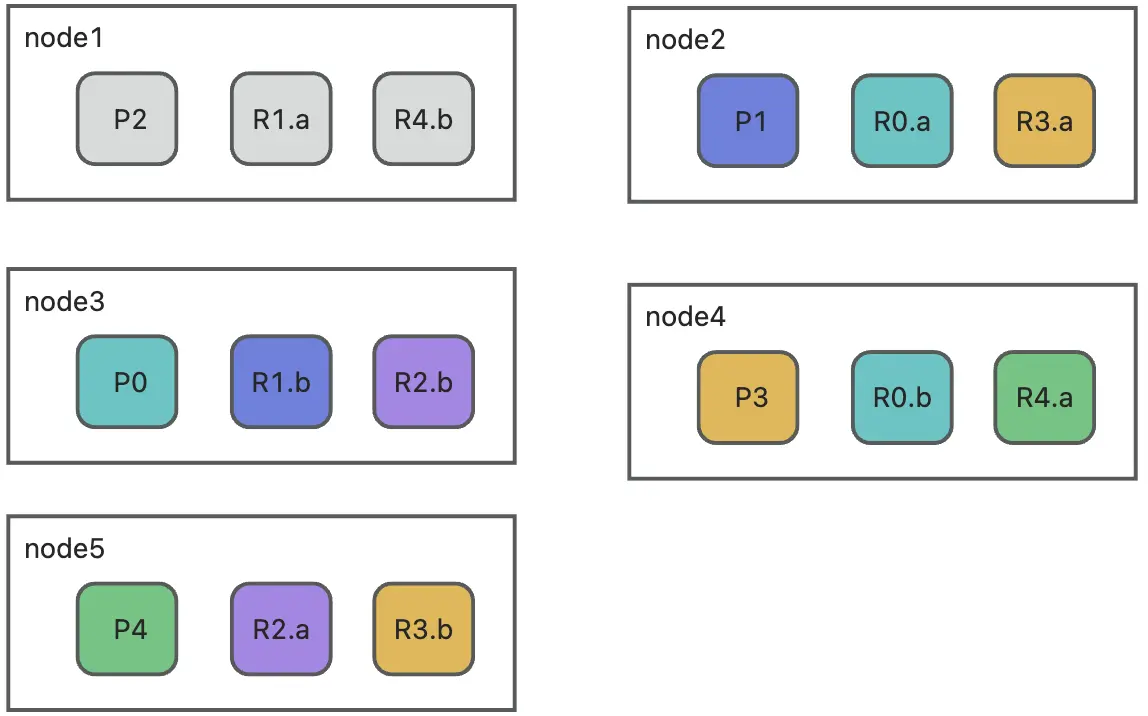 node1
P2 R1.a R4.b
node2
P1 R0.a R3.a
node3
P0 R1.b R2.b
node4
P3 R0.b R4.a
node5
P4 R2.a R3.b